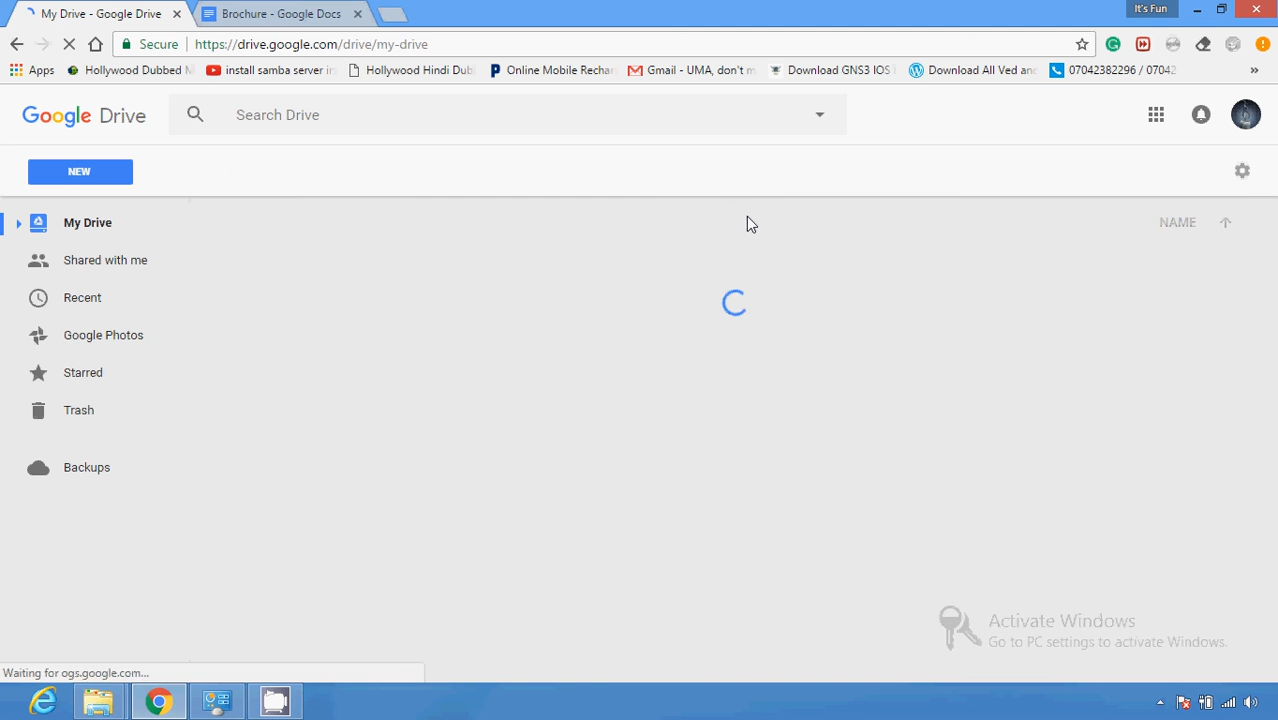 My Drive - Google Drive
Brochure - Google Docs
It's Fun
Secure
https://drive.google.com/drive/my-drive
Apps
Hollywood Dubbed M
install samba server in
Hollywood Hindi Dub
Online Mobile Rechar
Gmail - UMA, don't m
Download GNS3 IOS
Download All Ved and
07042382296 / 07042
Google Drive
Search Drive
NEW
My Drive
NAME
Shared with me
Recent
Google Photos
Starred
Trash
Backups
Activate Windows
Go to PC settings to activate Windows.
Waiting for ogs.google.com...